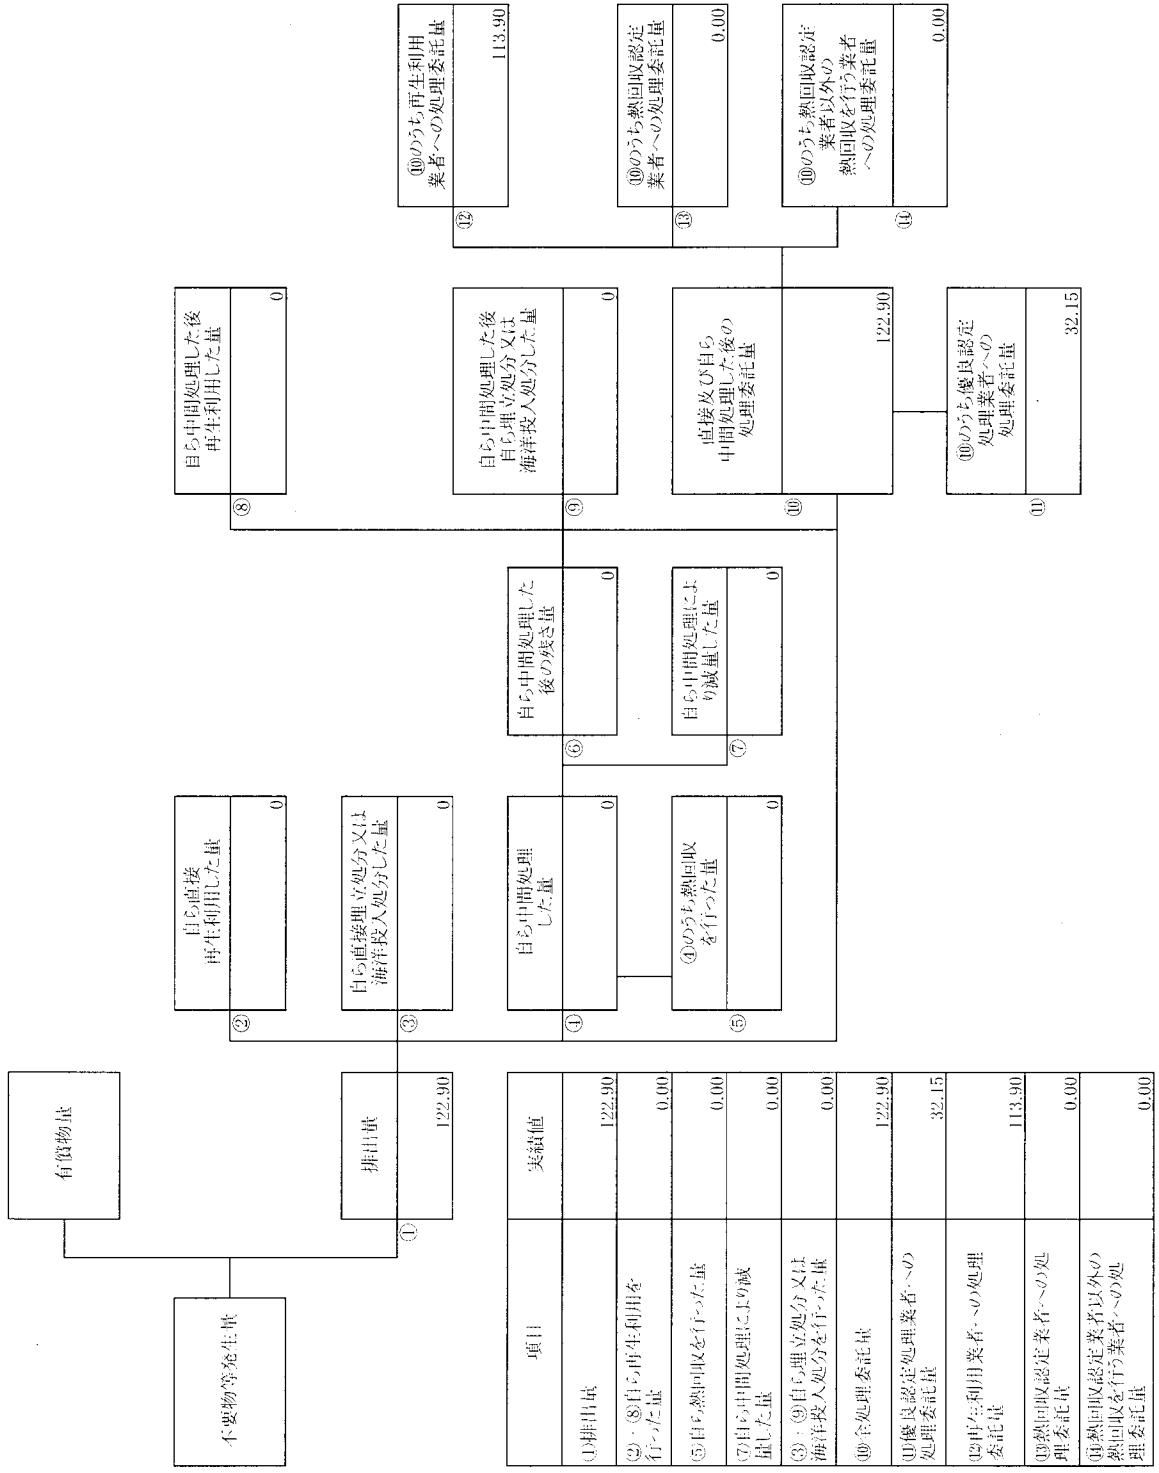 不要物等発生量
有償物量
①
排出量
122.90
②
自ら直接
再生利用した量
0
③
自ら直接埋立処分又は
海洋投入処分した量
0
④
自ら中間処理
した量
0
⑤
④のうち熱回収
を行った量
0
⑥
自ら中間処理した
後の残さ量
0
⑦
自ら中間処理によ
り減量した量
0
⑧
自ら中間処理した後
再生利用した量
0
⑨
自ら中間処理した後
自ら埋立処分又は
海洋投入処分した量
0
⑩
直接及び自ら
中間処理した後の
処理委託量
122.90
⑪
⑩のうち優良認定
処理業者への
処理委託量
32.15
⑫
⑩のうち再生利用
業者への処理委託量
113.90
⑬
⑩のうち熱回収認定
業者への処理委託量
0.00
⑭
⑩のうち熱回収認定
業者以外の
熱回収を行う業者
への処理委託量
0.00
項目 実績値
①排出量 122.90
②+⑧自ら再生利用を
行った量 0.00
⑤自ら熱回収を行った量 0.00
⑦自ら中間処理により減
量した量 0.00
③+⑨自ら埋立処分又は
海洋投入処分を行った量 0.00
⑩全処理委託量 122.90
⑪優良認定処理業者への
処理委託量 32.15
⑫再生利用業者への処理
委託量 113.90
⑬熱回収認定業者への処
理委託量 0.00
⑭熱回収認定業者以外の
熱回収を行う業者への処
理委託量 0.00